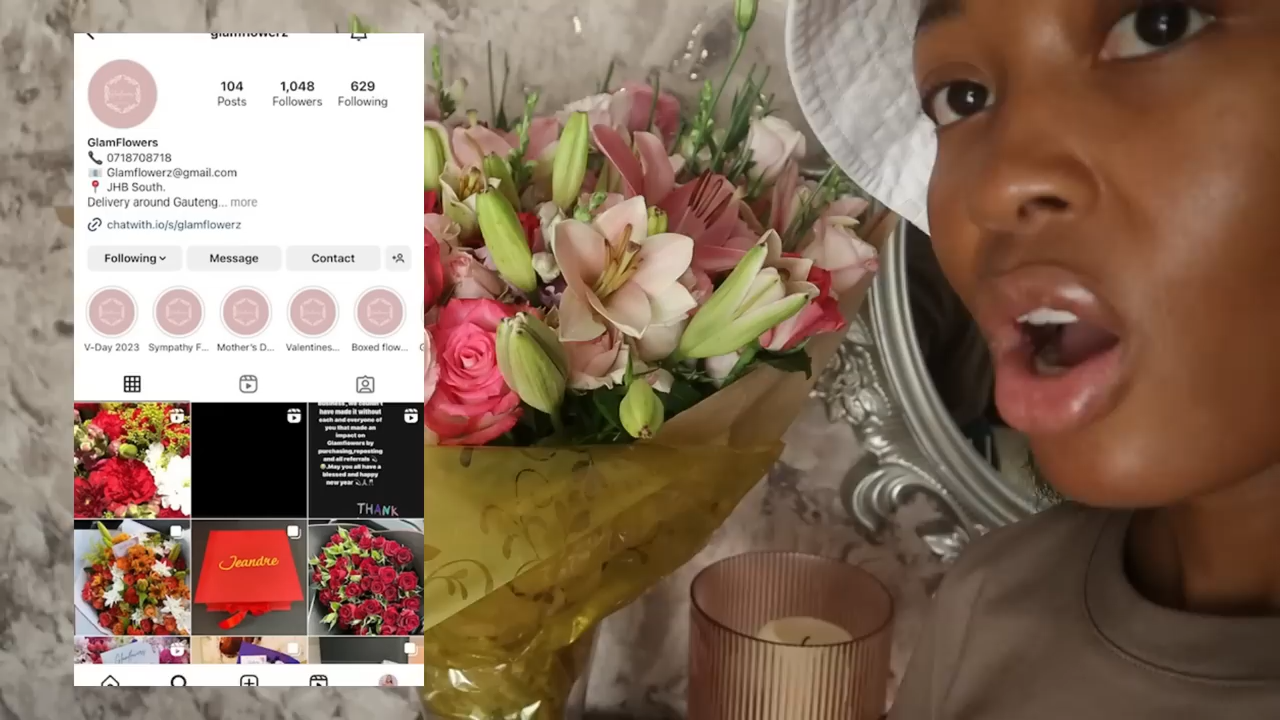 glamflowerz
104 1,048 629
Posts Followers Following
GlamFlowers
0718708718
Glamflowerz@gmail.com
JHB South.
Delivery around Gauteng... more
chatwith.io/s/glamflowerz
Following Message Contact
V-Day 2023 Sympathy F... Mother's D... Valentines... Boxed flow...
have made it without
each and everyone of
you that made an
impact on
Glamflowers by
purchasing,repeating
and all referrals
May you all have a
blessed and happy
new year
THANK
Jeandre